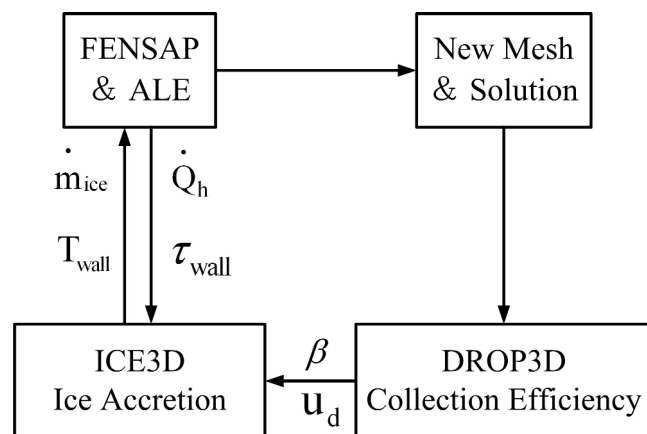 FENSAP
& ALE
New Mesh
& Solution
ṁice
Q̇h
Twall
τwall
ICE3D
Ice Accretion
β
ud
DROP3D
Collection Efficiency